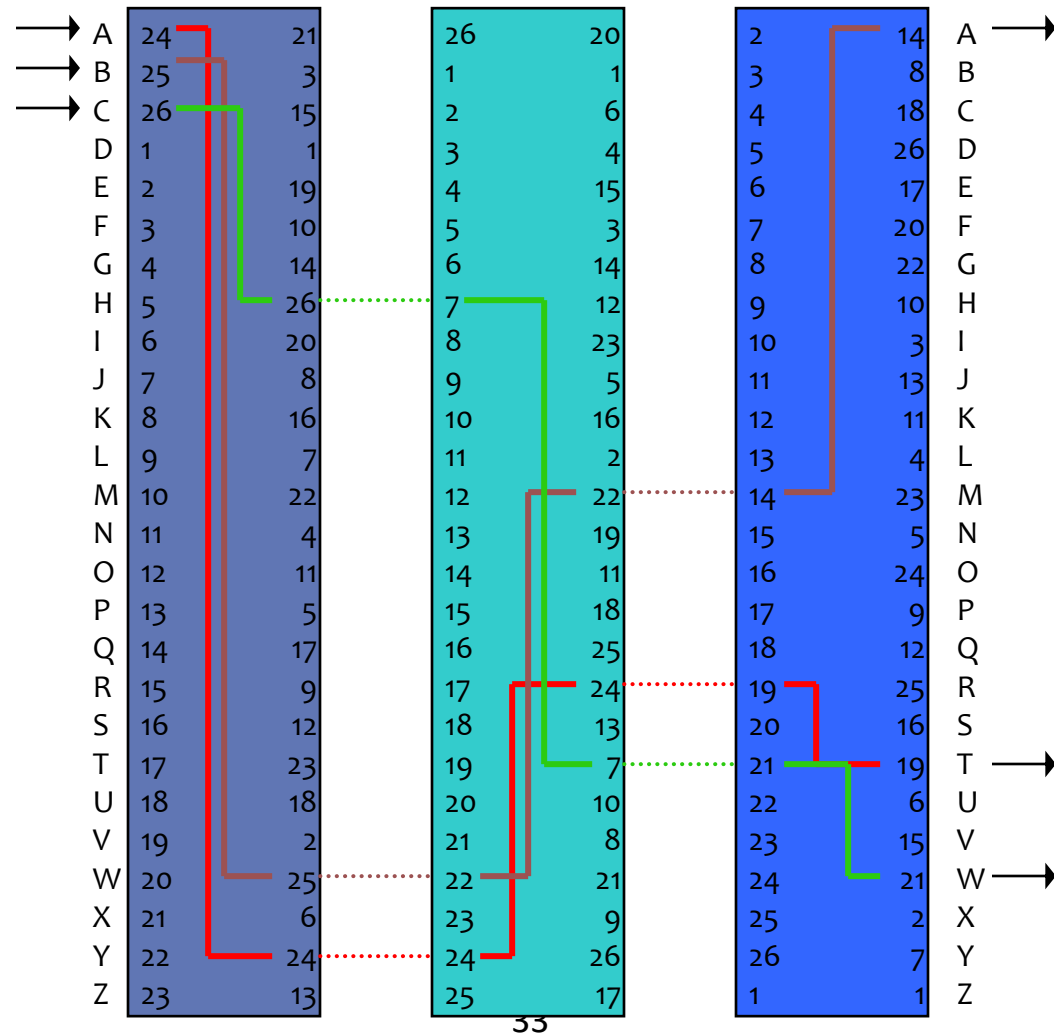 A 24 21 26 20 2 14 A
B 25 3 1 1 3 8 B
C 26 15 2 6 4 18 C
D 1 1 3 4 5 26 D
E 2 19 4 15 6 17 E
F 3 10 5 3 7 20 F
G 4 14 6 14 8 22 G
H 5 26 7 12 9 10 H
I 6 20 8 23 10 3 I
J 7 8 9 5 11 13 J
K 8 16 10 16 12 11 K
L 9 7 11 2 13 4 L
M 10 22 12 22 14 23 M
N 11 4 13 19 15 5 N
O 12 11 14 11 16 24 O
P 13 5 15 18 17 9 P
Q 14 17 16 25 18 12 Q
R 15 9 17 24 19 25 R
S 16 12 18 13 20 16 S
T 17 23 19 7 21 19 T
U 18 18 20 10 22 6 U
V 19 2 21 8 23 15 V
W 20 25 22 21 24 21 W
X 21 6 23 9 25 2 X
Y 22 24 24 26 26 7 Y
Z 23 13 25 17 1 1 Z
33